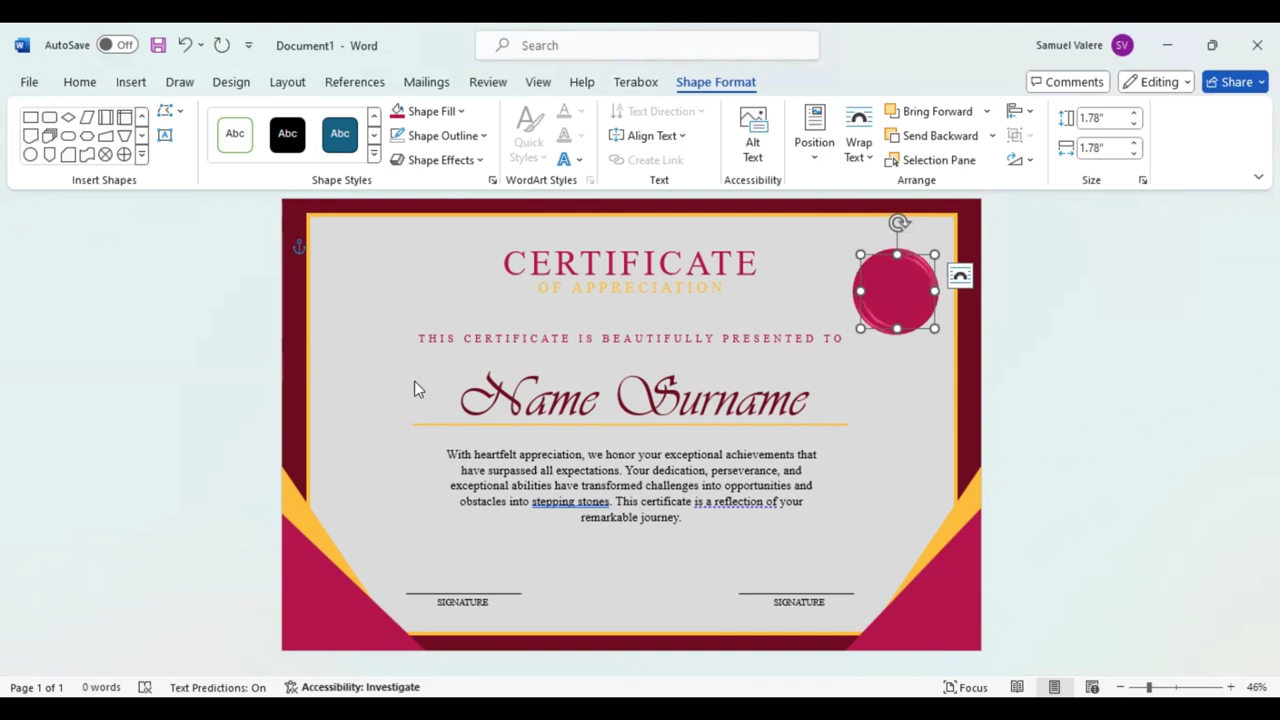 AutoSave Off Document1 - Word Search Samuel Valere SV
File Home Insert Draw Design Layout References Mailings Review View Help Terabox Shape Format Comments Editing Share
Abc Abc Abc
Shape Fill
Shape Outline
Shape Effects
Quick
Styles
Text Direction
Align Text
Create Link
Alt
Text
Position
Wrap
Text
Bring Forward
Send Backward
Selection Pane
1.78"
1.78"
Insert Shapes Shape Styles WordArt Styles Text Accessibility Arrange Size
CERTIFICATE
OF APPRECIATION
THIS CERTIFICATE IS BEAUTIFULLY PRESENTED TO
Name Surname
With heartfelt appreciation, we honor your exceptional achievements that
have surpassed all expectations. Your dedication, perseverance, and
exceptional abilities have transformed challenges into opportunities and
obstacles into stepping stones. This certificate is a reflection of your
remarkable journey.
SIGNATURE SIGNATURE
Page 1 of 1 0 words Text Predictions: On Accessibility: Investigate Focus 46%